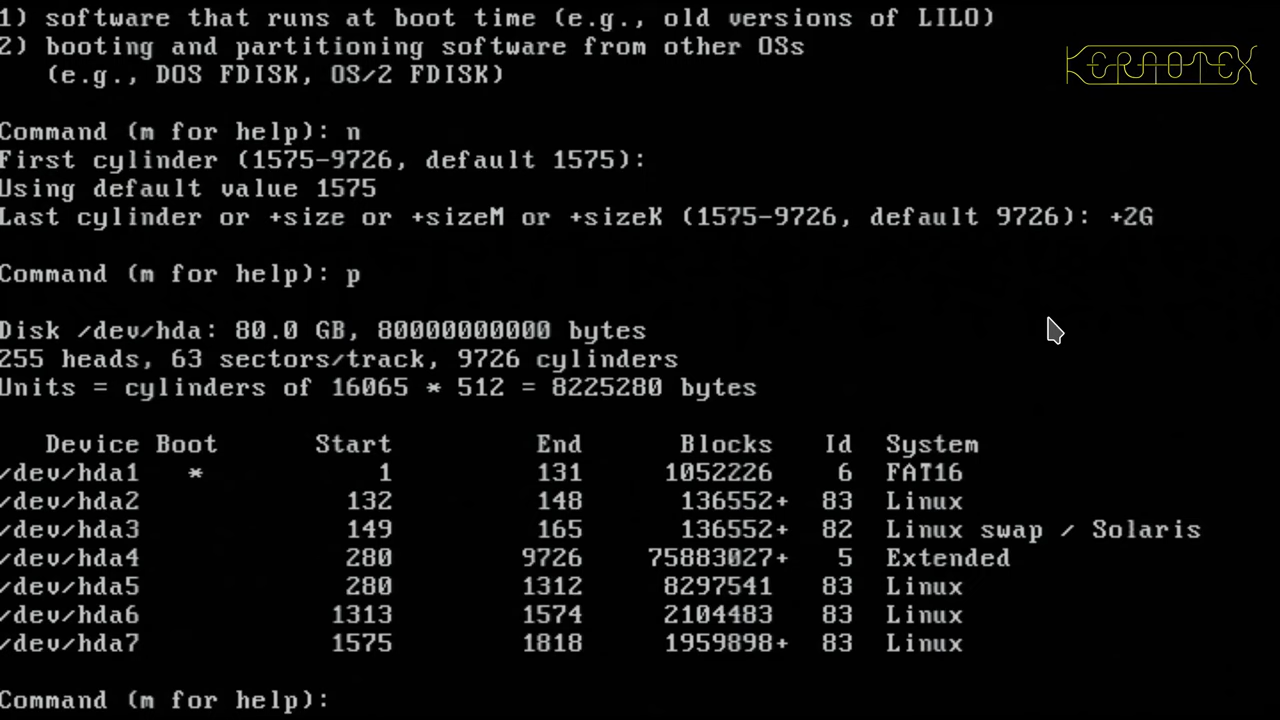 1) software that runs at boot time (e.g., old versions of LILO)
2) booting and partitioning software from other OSs
(e.g., DOS FDISK, OS/2 FDISK)
KERNOTEX
Command (m for help): n
First cylinder (1575-9726, default 1575):
Using default value 1575
Last cylinder or +size or +sizeM or +sizeK (1575-9726, default 9726): +2G
Command (m for help): p
Disk /dev/hda: 80.0 GB, 80000000000 bytes
255 heads, 63 sectors/track, 9726 cylinders
Units = cylinders of 16065 * 512 = 8225280 bytes
Device Boot Start End Blocks Id System
/dev/hda1 * 1 131 1052226 6 FAT16
/dev/hda2 132 148 136552+ 83 Linux
/dev/hda3 149 165 136552+ 82 Linux swap / Solaris
/dev/hda4 280 9726 75883027+ 5 Extended
/dev/hda5 280 1312 8297541 83 Linux
/dev/hda6 1313 1574 2104483 83 Linux
/dev/hda7 1575 1818 1959898+ 83 Linux
Command (m for help):